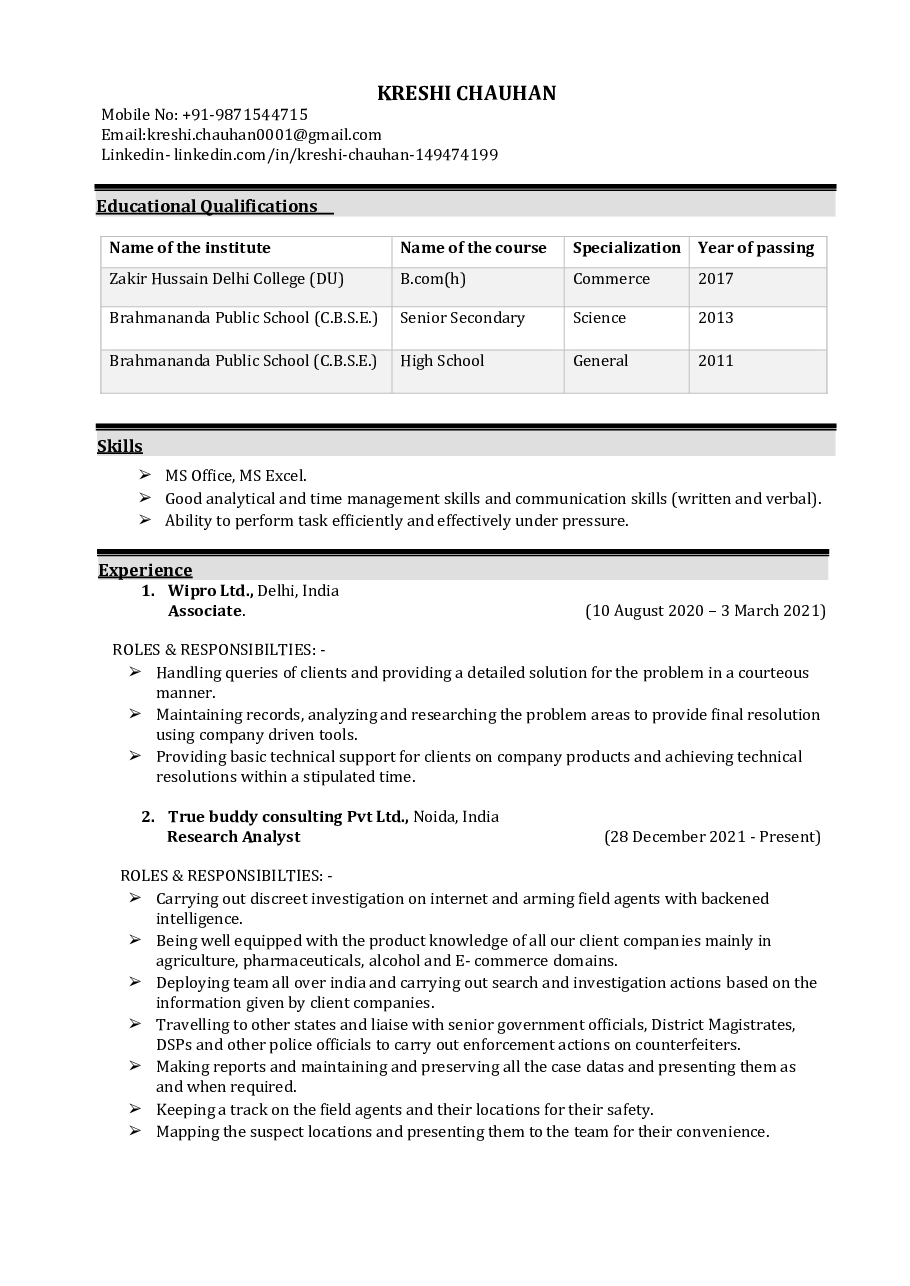 KRESHI CHAUHAN
Mobile No: +91-9871544715
Email:kreshi.chauhan0001@gmail.com
Linkedin- linkedin.com/in/kreshi-chauhan-149474199
Educational Qualifications
Name of the institute Name of the course Specialization Year of passing
Zakir Hussain Delhi College (DU) B.com(h) Commerce 2017
Brahmananda Public School (C.B.S.E.) Senior Secondary Science 2013
Brahmananda Public School (C.B.S.E.) High School General 2011
Skills
➢ MS Office, MS Excel.
➢ Good analytical and time management skills and communication skills (written and verbal).
➢ Ability to perform task efficiently and effectively under pressure.
Experience
1. Wipro Ltd., Delhi, India
Associate. (10 August 2020 – 3 March 2021)
ROLES & RESPONSIBILTIES: -
➢ Handling queries of clients and providing a detailed solution for the problem in a courteous
manner.
➢ Maintaining records, analyzing and researching the problem areas to provide final resolution
using company driven tools.
➢ Providing basic technical support for clients on company products and achieving technical
resolutions within a stipulated time.
2. True buddy consulting Pvt Ltd., Noida, India
Research Analyst (28 December 2021 - Present)
ROLES & RESPONSIBILTIES: -
➢ Carrying out discreet investigation on internet and arming field agents with backened
intelligence.
➢ Being well equipped with the product knowledge of all our client companies mainly in
agriculture, pharmaceuticals, alcohol and E- commerce domains.
➢ Deploying team all over india and carrying out search and investigation actions based on the
information given by client companies.
➢ Travelling to other states and liaise with senior government officials, District Magistrates,
DSPs and other police officials to carry out enforcement actions on counterfeiters.
➢ Making reports and maintaining and preserving all the case datas and presenting them as
and when required.
➢ Keeping a track on the field agents and their locations for their safety.
➢ Mapping the suspect locations and presenting them to the team for their convenience.